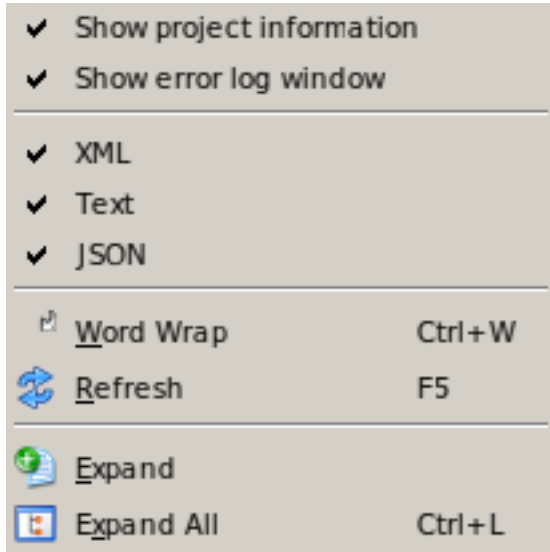 Show project information
Show error log window
XML
Text
JSON
Word Wrap Ctrl+W
Refresh F5
Expand
Expand All Ctrl+L